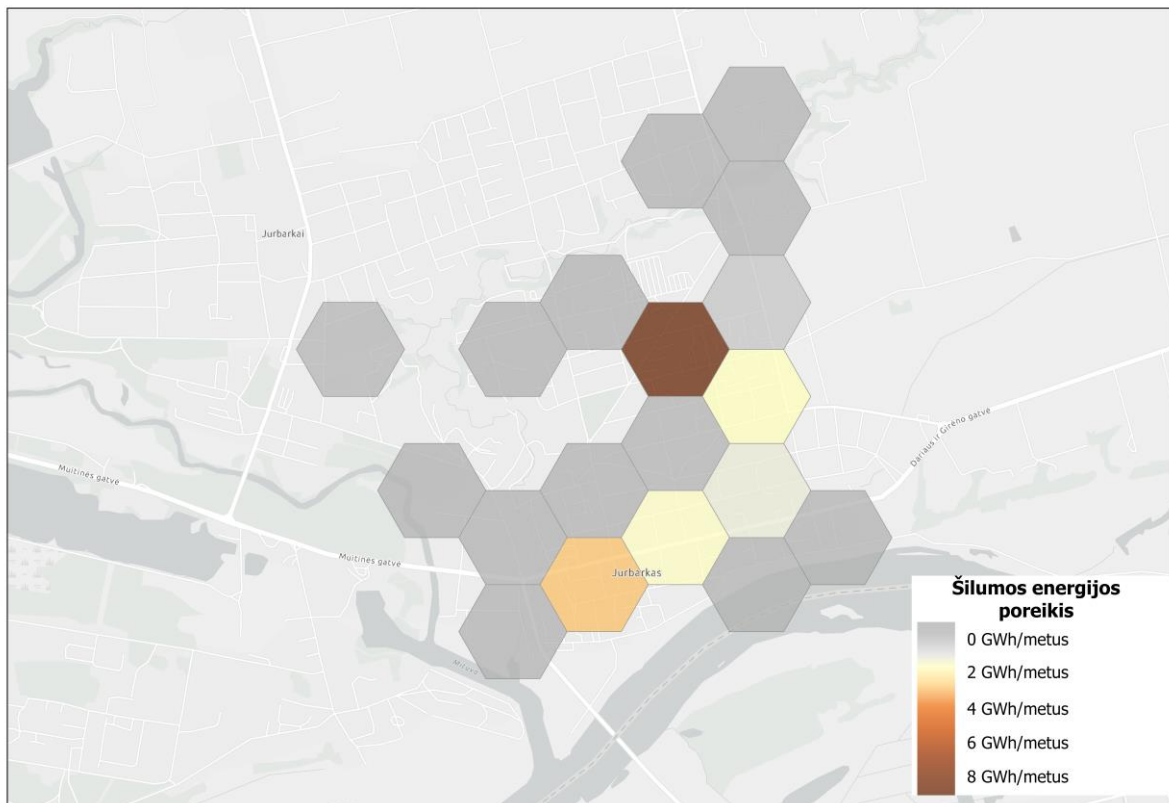 Jurbarkai
Dariaus ir Girėno gatvė
Muitinės gatvė
Muitinės gatvė
Jurbarkas
Mituva
Šilumos energijos
poreikis
0 GWh/metus
2 GWh/metus
4 GWh/metus
6 GWh/metus
8 GWh/metus